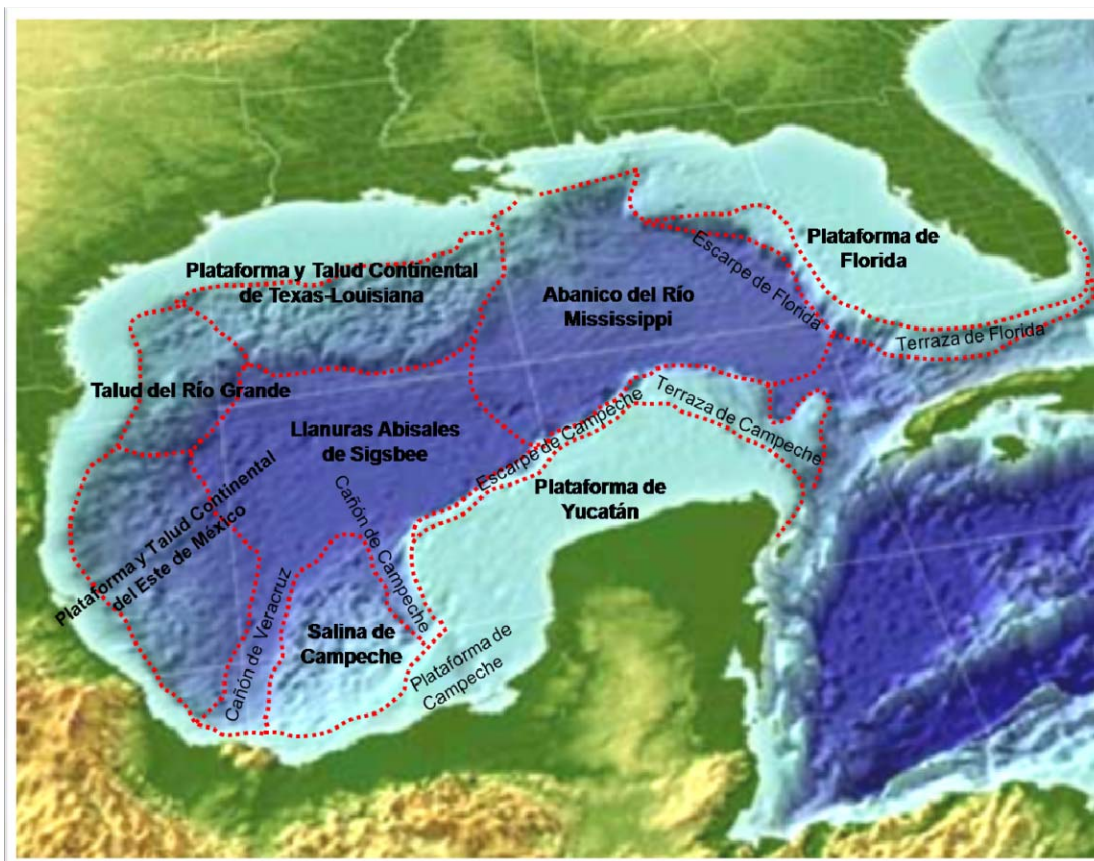 Plataforma de
Florida
Escarpe de Florida
Plataforma y Talud Continental
de Texas-Louisiana
Abanico del Río
Mississippi
Terraza de Florida
Talud del Río Grande
Terraza de Campeche
Llanuras Abisales
de Sigsbee
Escarpe de Campeche
Plataforma de
Yucatán
Cañón de Campeche
Plataforma y Talud Continental
del Este de México
Cañón de Veracruz
Salina de
Campeche
Plataforma de
Campeche